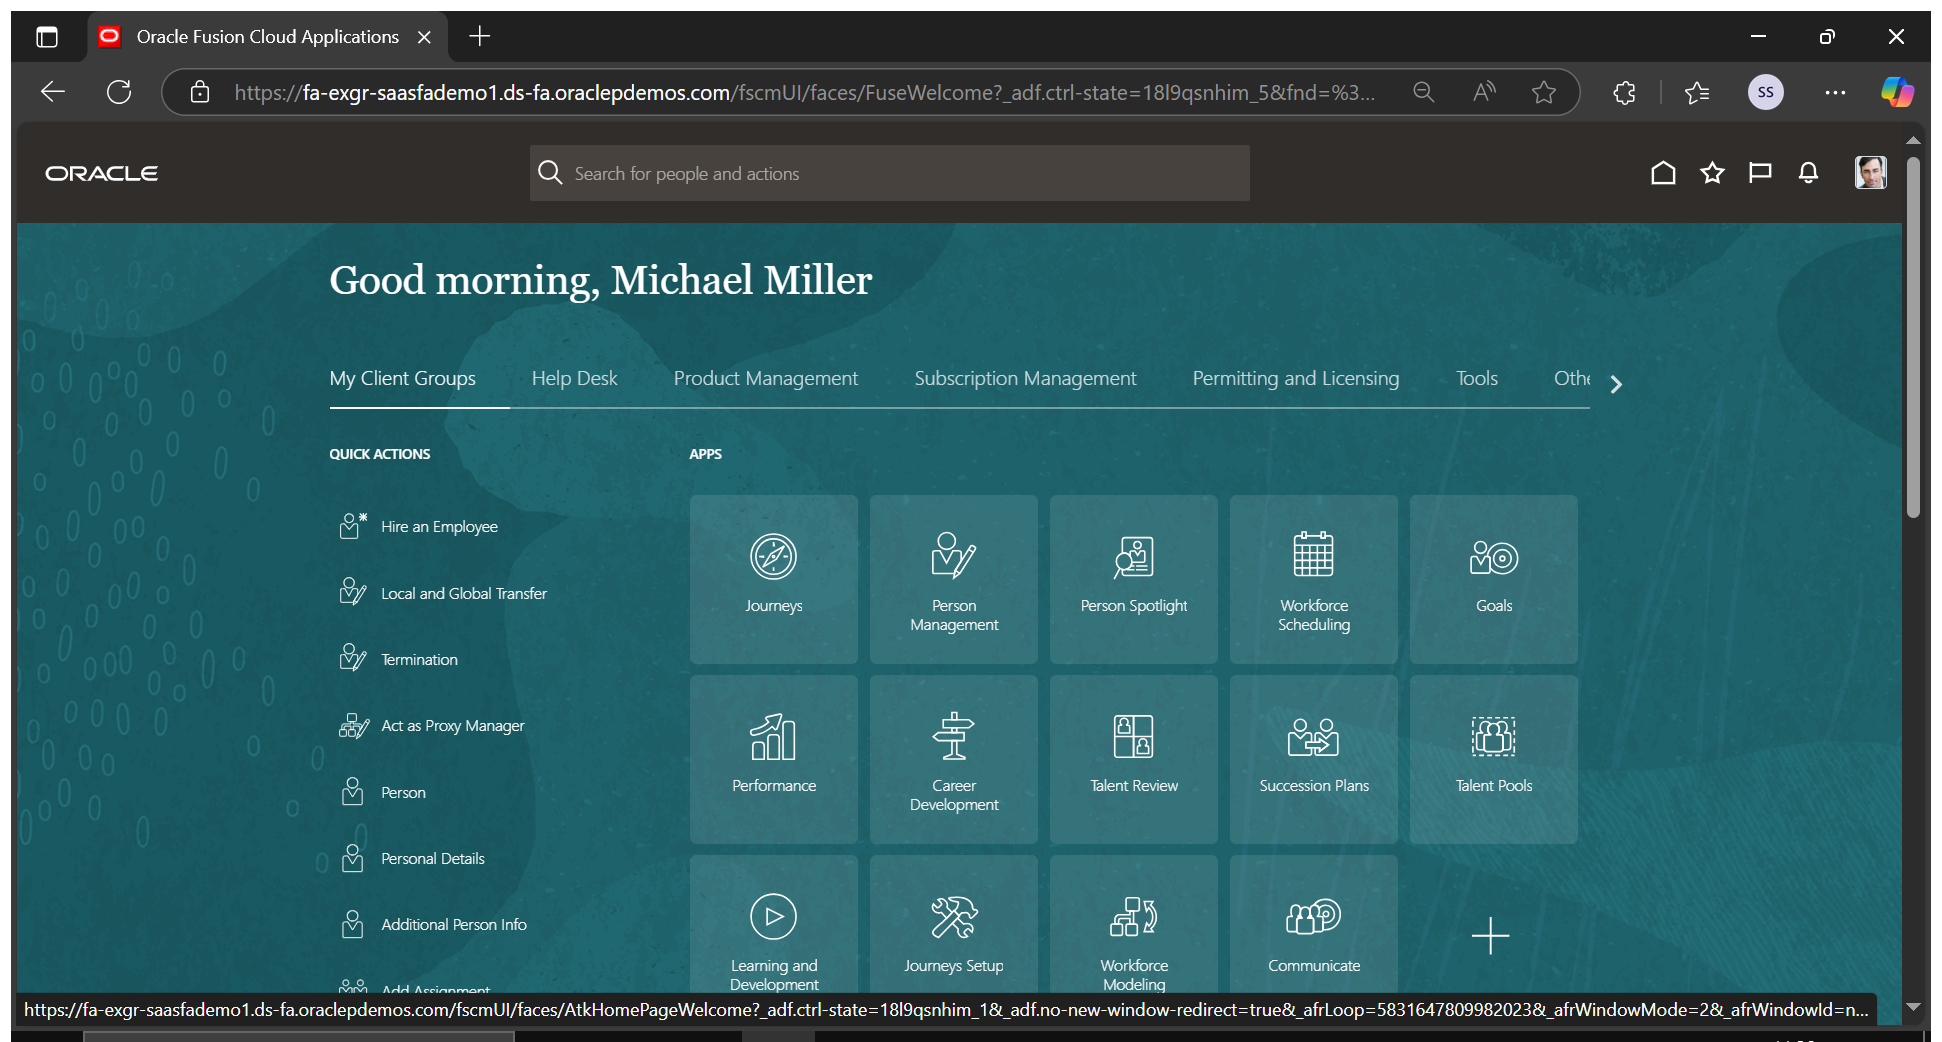 Oracle Fusion Cloud Applications
https://fa-exgr-saasfademo1.ds-fa.oraclepdemos.com/fscmUI/faces/FuseWelcome?_adf.ctrl-state=18l9qsnhim_5&fnd=%3...
SS
ORACLE
Search for people and actions
Good morning, Michael Miller
My Client Groups
Help Desk
Product Management
Subscription Management
Permitting and Licensing
Tools
Othe
QUICK ACTIONS
Hire an Employee
Local and Global Transfer
Termination
Act as Proxy Manager
Person
Personal Details
Additional Person Info
Add Assignment
APPS
Journeys
Person
Management
Person Spotlight
Workforce
Scheduling
Goals
Performance
Career
Development
Talent Review
Succession Plans
Talent Pools
Learning and
Development
Journeys Setup
Workforce
Modeling
Communicate
https://fa-exgr-saasfademo1.ds-fa.oraclepdemos.com/fscmUI/faces/AtkHomePageWelcome?_adf.ctrl-state=18l9qsnhim_1&_adf.no-new-window-redirect=true&_afrLoop=5831647809982023&_afrWindowMode=2&_afrWindowId=n...